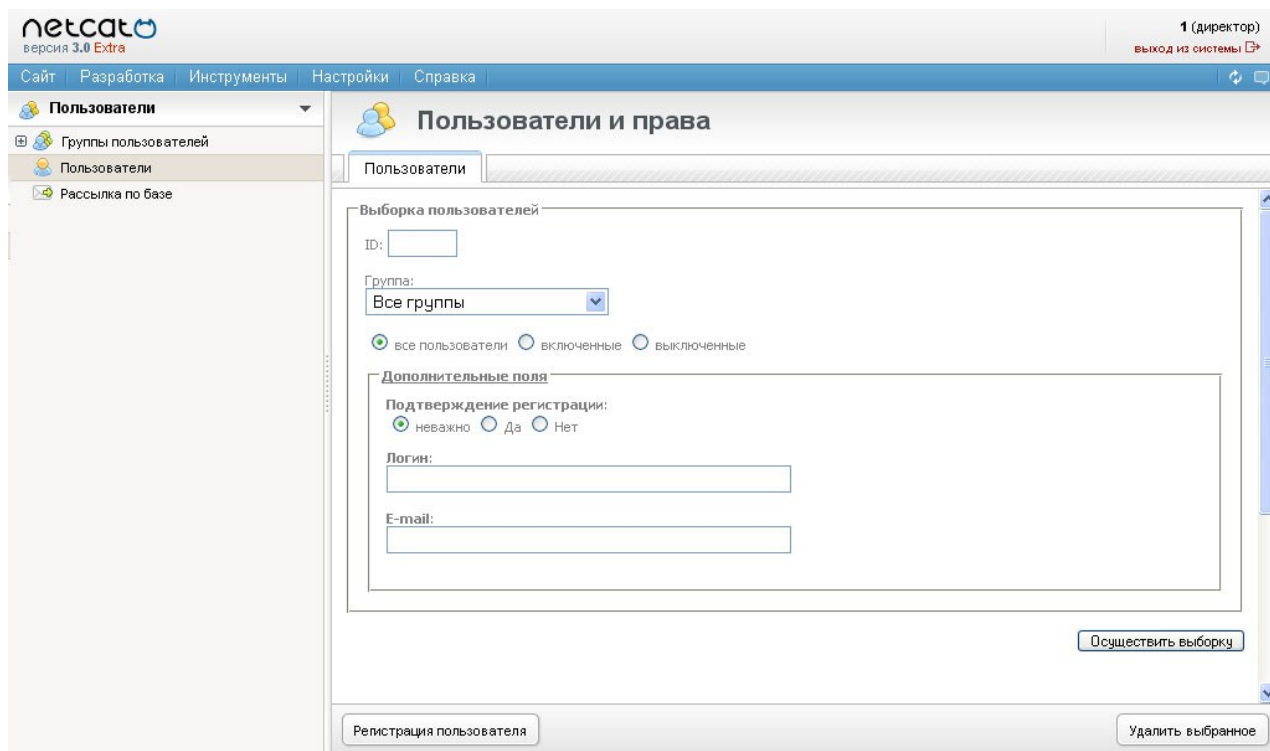 netcat
версия 3.0 Extra
1 (директор)
выход из системы
Сайт Разработка Инструменты Настройки Справка
Пользователи
Группы пользователей
Пользователи
Рассылка по базе
Пользователи и права
Пользователи
Выборка пользователей
ID:
Группа:
Все группы
все пользователи включенные выключенные
Дополнительные поля
Подтверждение регистрации:
неважно Да Нет
Логин:
E-mail:
Осуществить выборку
Регистрация пользователя
Удалить выбранное